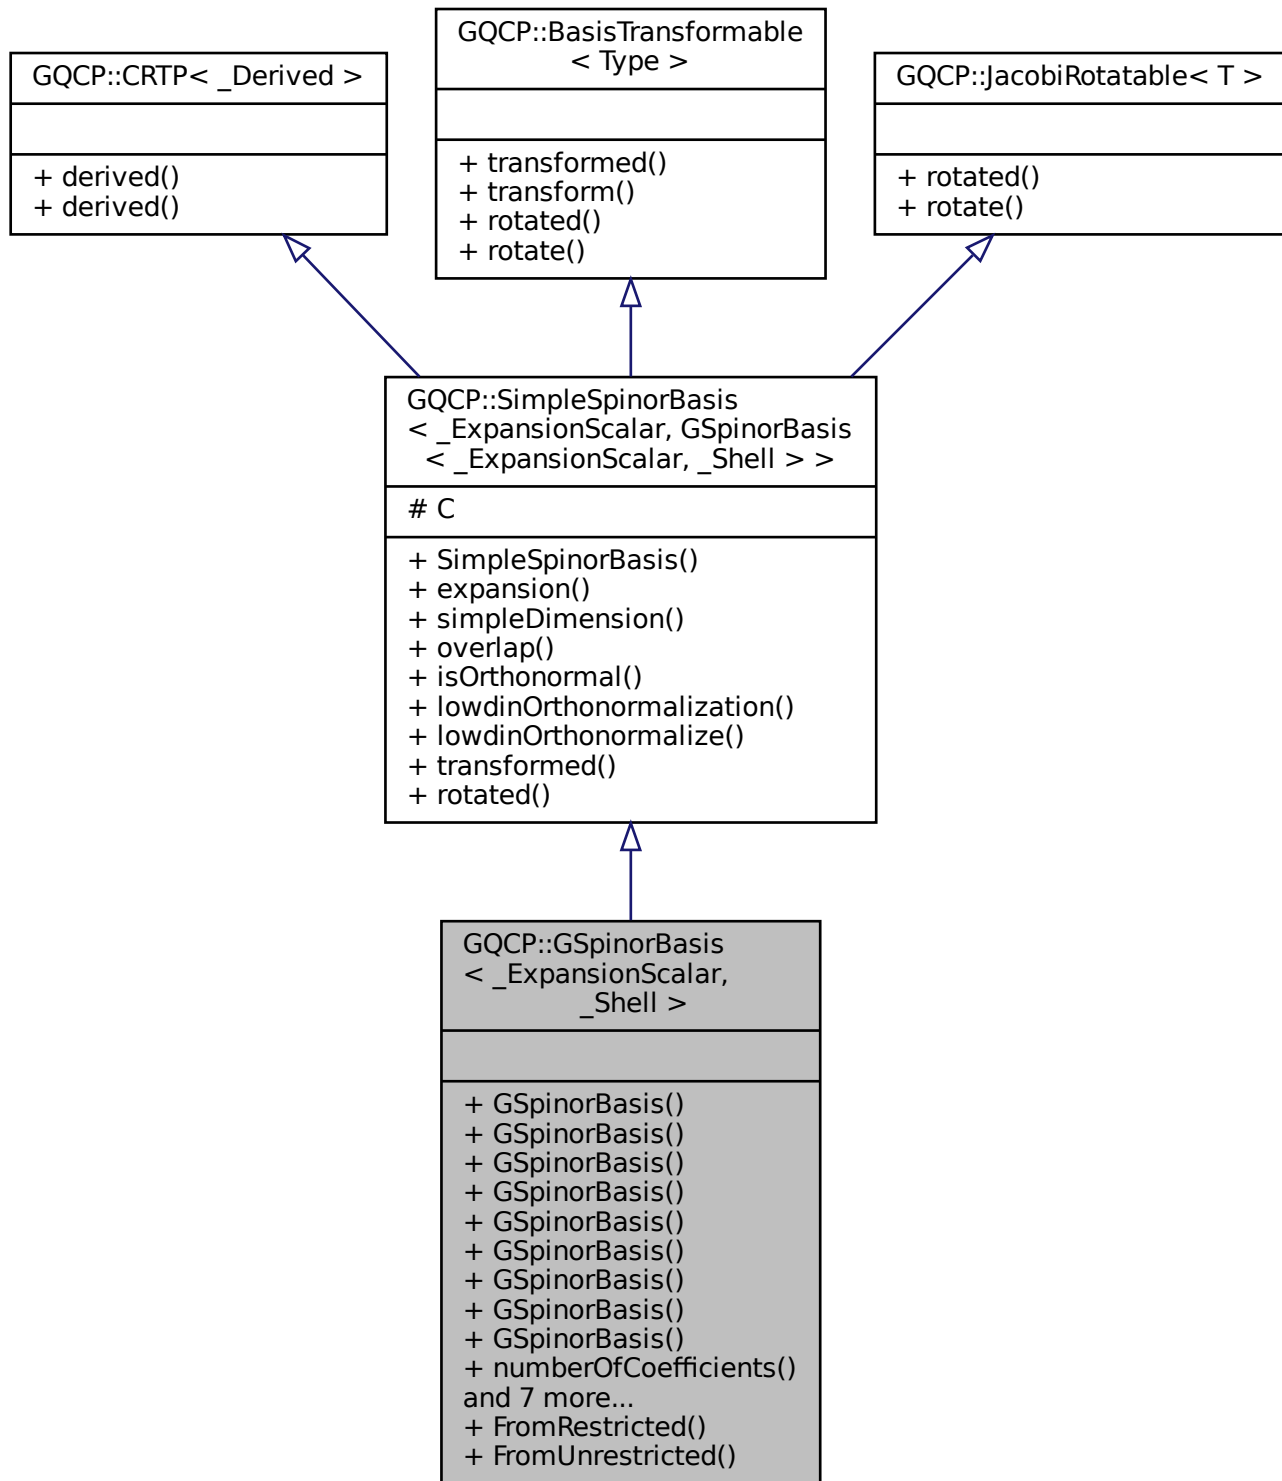 GQCP::CRTP< _Derived >
+ derived()
+ derived()
GQCP::BasisTransformable
< Type >
+ transformed()
+ transform()
+ rotated()
+ rotate()
GQCP::JacobiRotatable< T >
+ rotated()
+ rotate()
GQCP::SimpleSpinorBasis
< _ExpansionScalar, GSpinorBasis
< _ExpansionScalar, _Shell > >
# C
+ SimpleSpinorBasis()
+ expansion()
+ simpleDimension()
+ overlap()
+ isOrthonormal()
+ lowdinOrthonormalization()
+ lowdinOrthonormalize()
+ transformed()
+ rotated()
GQCP::GSpinorBasis
< _ExpansionScalar,
_Shell >
+ GSpinorBasis()
+ GSpinorBasis()
+ GSpinorBasis()
+ GSpinorBasis()
+ GSpinorBasis()
+ GSpinorBasis()
+ GSpinorBasis()
+ GSpinorBasis()
+ GSpinorBasis()
+ numberOfCoefficients()
and 7 more...
+ FromRestricted()
+ FromUnrestricted()